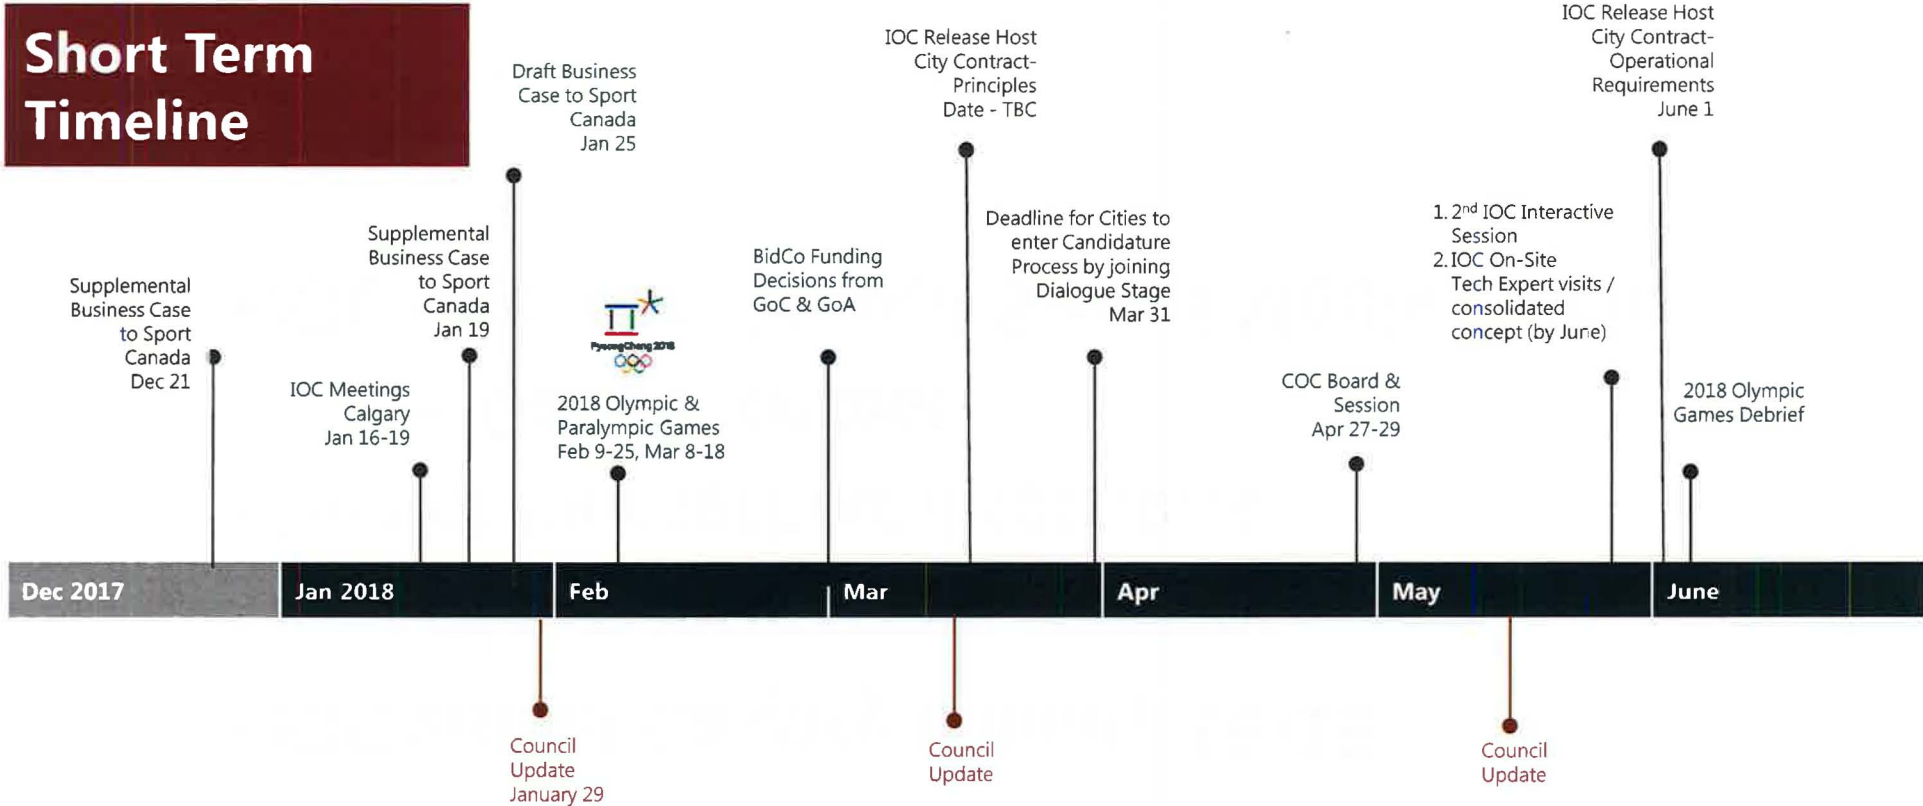 Short Term
Timeline
Supplemental
Business Case
to Sport
Canada
Dec 21
IOC Meetings
Calgary
Jan 16-19
Supplemental
Business Case
to Sport
Canada
Jan 19
Draft Business
Case to Sport
Canada
Jan 25
PyeongChang 2018
2018 Olympic &
Paralympic Games
Feb 9-25, Mar 8-18
BidCo Funding
Decisions from
GoC & GoA
IOC Release Host
City Contract-
Principles
Date - TBC
Deadline for Cities to
enter Candidature
Process by joining
Dialogue Stage
Mar 31
COC Board &
Session
Apr 27-29
1. 2nd IOC Interactive
Session
2. IOC On-Site
Tech Expert visits /
consolidated
concept (by June)
IOC Release Host
City Contract-
Operational
Requirements
June 1
2018 Olympic
Games Debrief
Dec 2017
Jan 2018
Feb
Mar
Apr
May
June
Council
Update
January 29
Council
Update
Council
Update